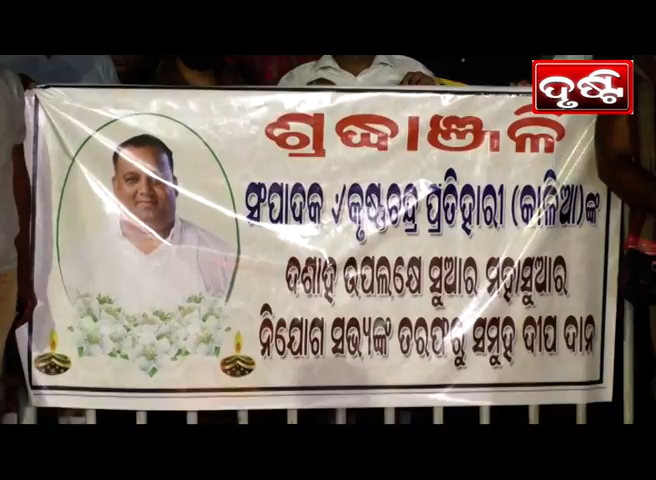 ଦୃଷ୍ଟି
ଶ୍ରଦ୍ଧାଞ୍ଜଳି
ସଂପାଦକ ୰କୃଷ୍ଣଚନ୍ଦ୍ର ପ୍ରତିହାରୀ (କାଳିଆ)ଙ୍କ
ଦଶାହ ଉପଲକ୍ଷେ ସୁଆର ମହାସୁଆର
ନିଯୋଗ ସଭ୍ୟଙ୍କ ତରଫରୁ ସମୁହ ଦୀପ ଦାନ